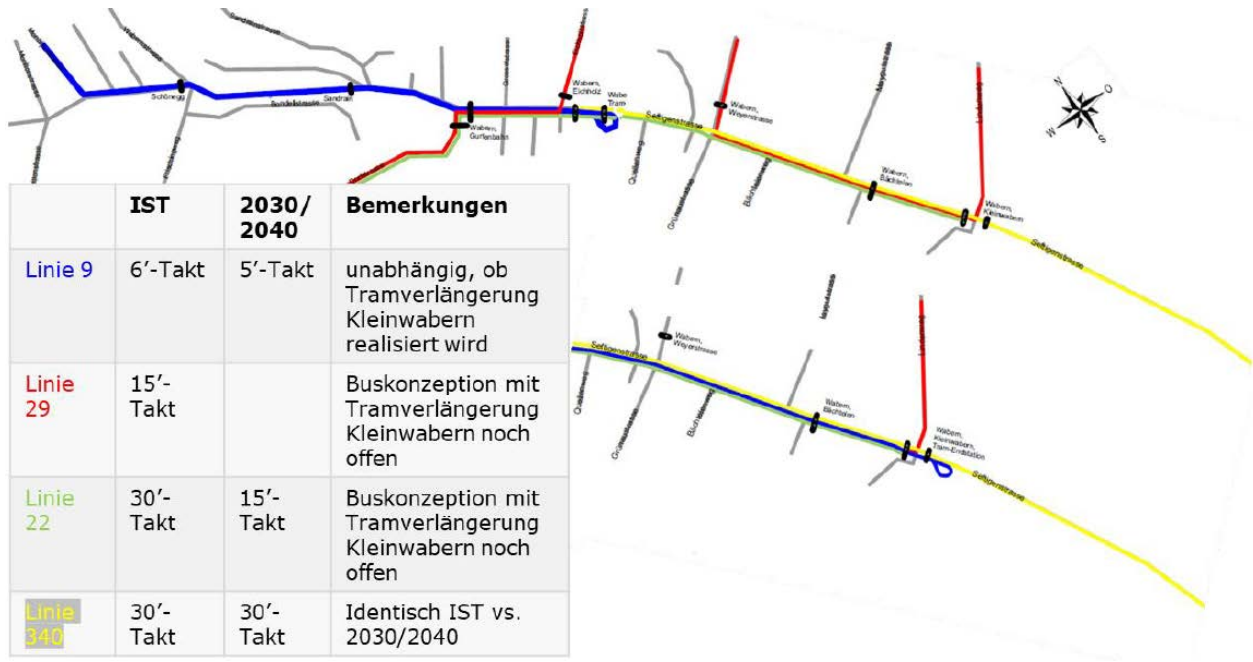 Schönegg
Sandrain
Wabern,
Gurtenbahn
Wabern,
Eichholz
Wabe
Tram
Seftigenstrasse
Wabern,
Weyerstrasse
Quellenweg
Wabern,
Bächtelen
Wabern,
Kleinwabern
Seftigenstrasse
N
O
W
S
IST
2030/
2040
Bemerkungen
Linie 9
6’-Takt
5’-Takt
unabhängig, ob
Tramverlängerung
Kleinwabern
realisiert wird
Linie
29
15’-
Takt
Buskonzeption mit
Tramverlängerung
Kleinwabern noch
offen
Linie
22
30’-
Takt
15’-
Takt
Buskonzeption mit
Tramverlängerung
Kleinwabern noch
offen
Linie
340
30’-
Takt
30’-
Takt
Identisch IST vs.
2030/2040
Seftigenstrasse
Wabern,
Weyerstrasse
Quellenweg
Wabern,
Bächtelen
Wabern,
Kleinwabern,
Tram-Endstation
Seftigenstrasse